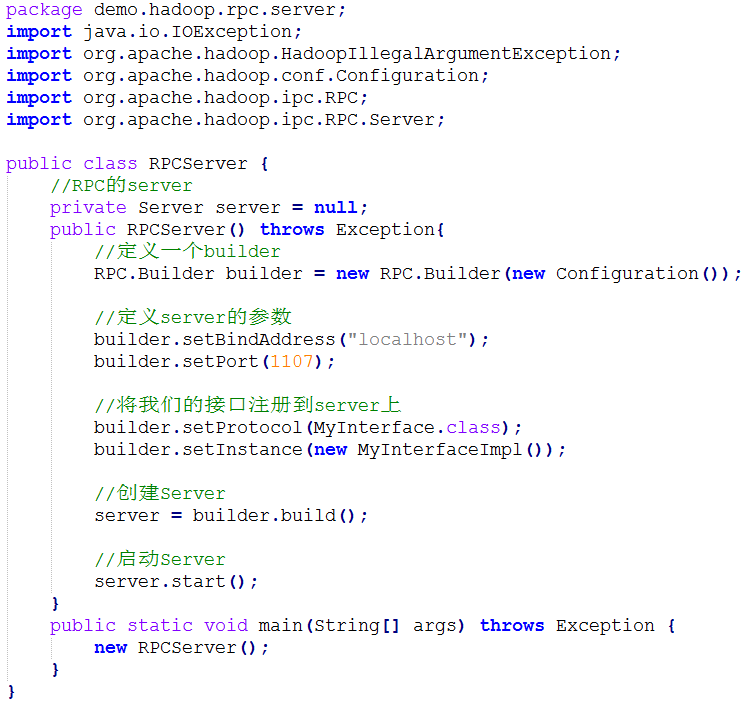 package demo.hadoop.rpc.server;
import java.io.IOException;
import org.apache.hadoop.HadoopIllegalArgumentException;
import org.apache.hadoop.conf.Configuration;
import org.apache.hadoop.ipc.RPC;
import org.apache.hadoop.ipc.RPC.Server;

public class RPCServer {
    //RPC的server
    private Server server = null;
    public RPCServer() throws Exception{
        //定义一个builder
        RPC.Builder builder = new RPC.Builder(new Configuration());

        //定义server的参数
        builder.setBindAddress("localhost");
        builder.setPort(1107);

        //将我们的接口注册到server上
        builder.setProtocol(MyInterface.class);
        builder.setInstance(new MyInterfaceImpl());

        //创建Server
        server = builder.build();

        //启动Server
        server.start();
    }
    public static void main(String[] args) throws Exception {
        new RPCServer();
    }
}